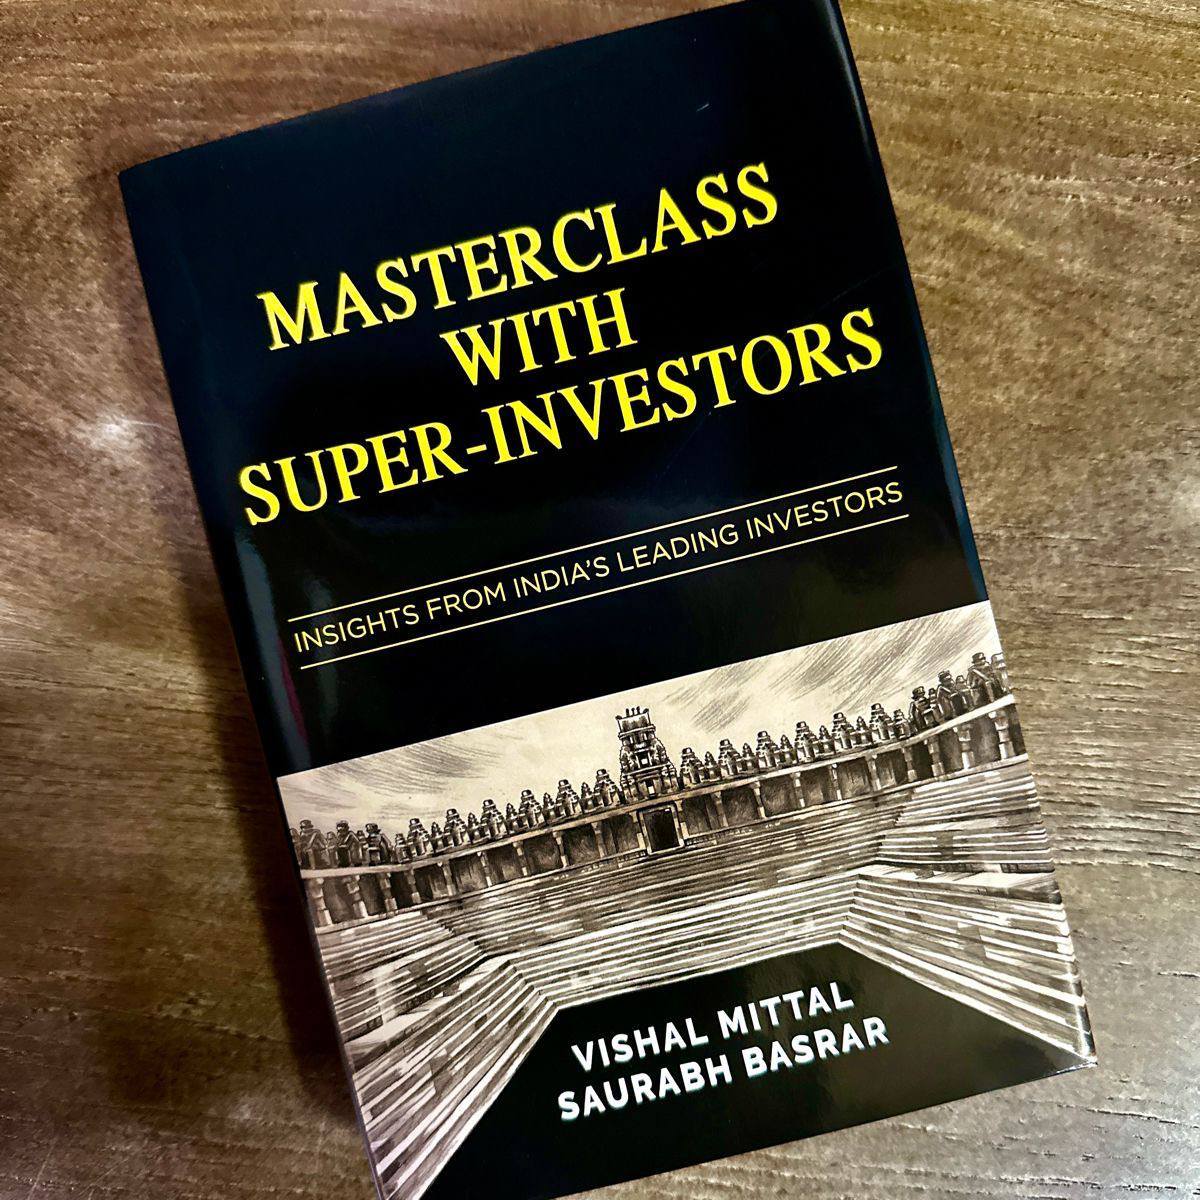 MASTERCLASS
WITH
SUPER-INVESTORS
INSIGHTS FROM INDIA'S LEADING INVESTORS
VISHAL MITTAL
SAURABH BASRAR